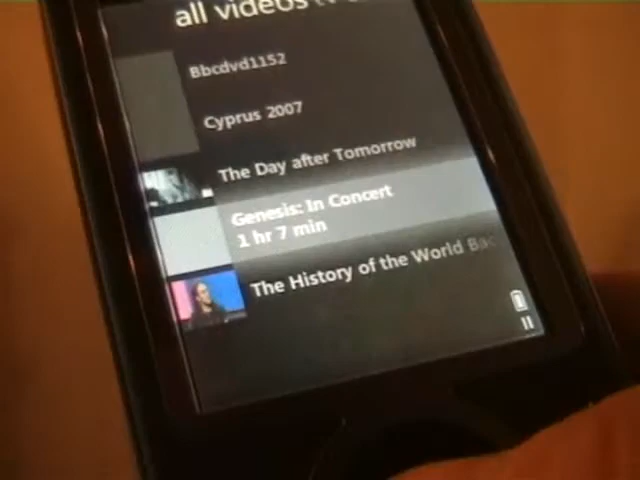 all videos
Bbcdvd1152
Cyprus 2007
The Day after Tomorrow
Genesis: In Concert
1 hr 7 min
The History of the World Bac